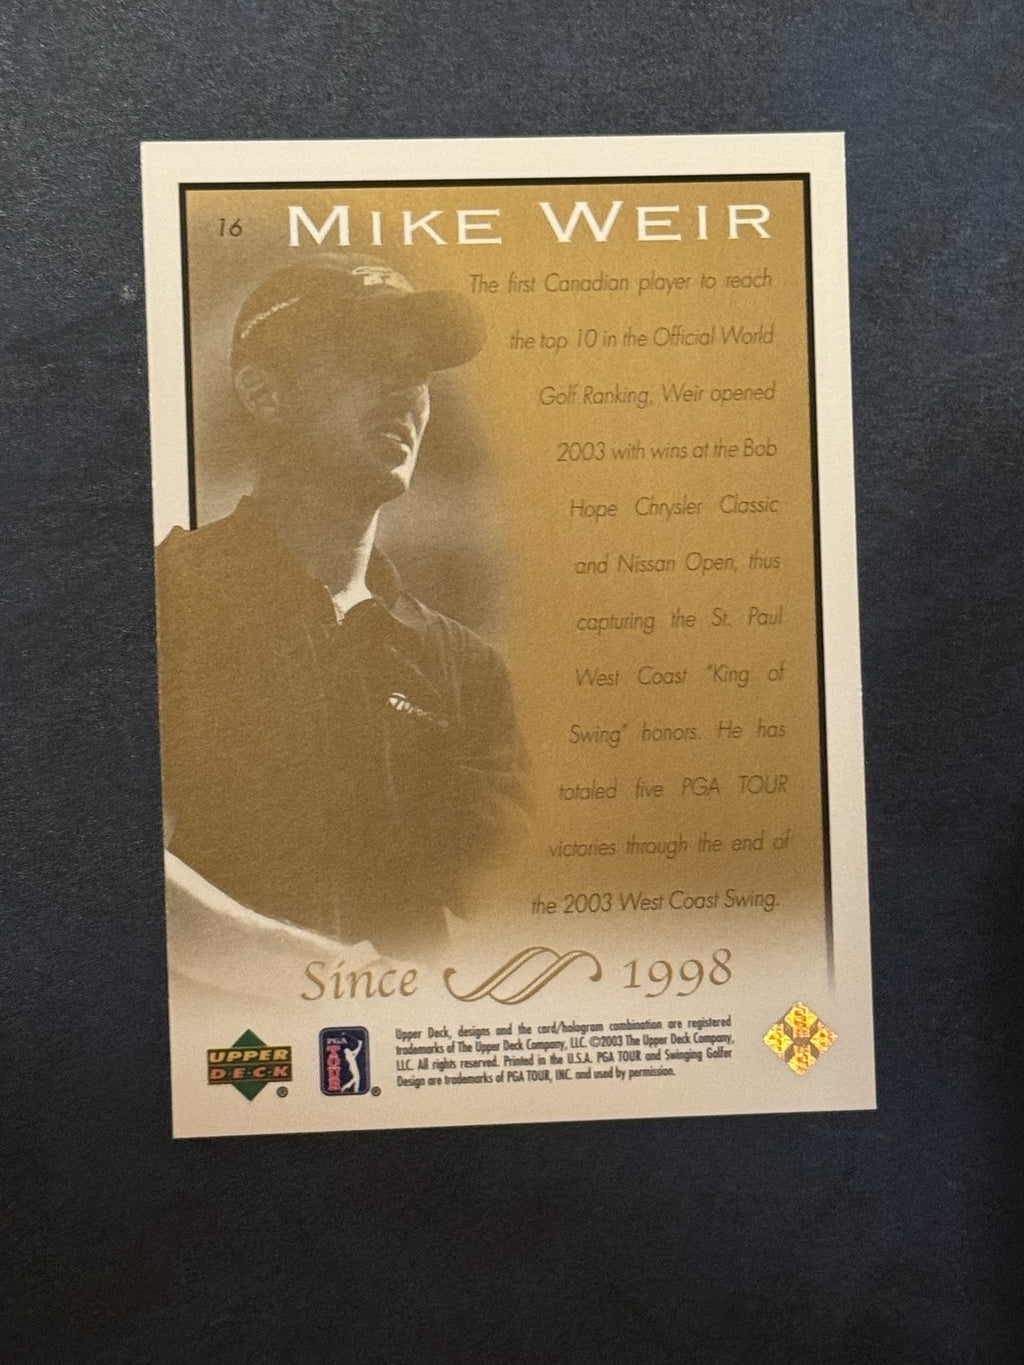 16
MIKE WEIR
The first Canadian player to reach
the top 10 in the Official World
Golf Ranking, Weir opened
2003 with wins at the Bob
Hope Chrysler Classic
and Nissan Open, thus
capturing the St. Paul
West Coast "King of
Swing" honors. He has
totaled five PGA TOUR
victories through the end of
the 2003 West Coast Swing.
Since 1998
UPPER
DECK
®
PGA
TOUR
®
Upper Deck, designs and the card/hologram combination are registered
trademarks of The Upper Deck Company, LLC. ©2003 The Upper Deck Company,
LLC. All rights reserved. Printed in the U.S.A. PGA TOUR and Swinging Golfer
Design are trademarks of PGA TOUR, INC. and used by permission.